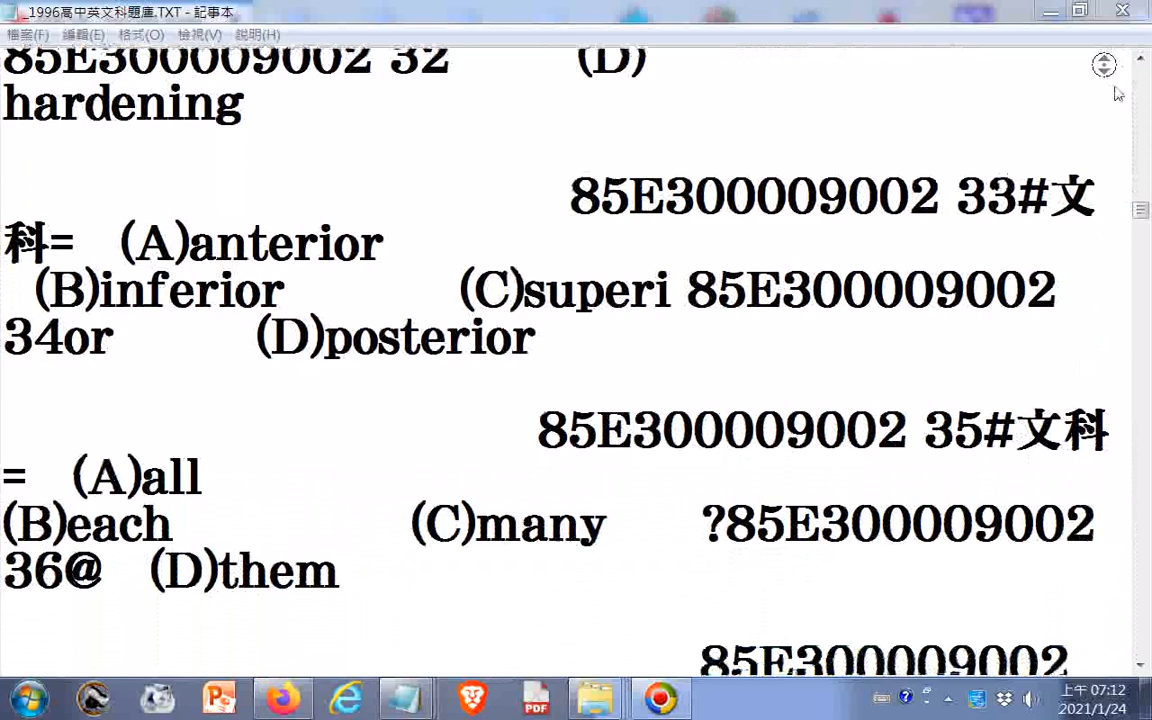 _1996高中英文科題庫.TXT - 記事本
檔案(F) 編輯(E) 格式(O) 檢視(V) 說明(H)
85E300009002 32 (D)
hardening
85E300009002 33#文
科= (A)anterior
(B)inferior (C)superi 85E300009002
34or (D)posterior
85E300009002 35#文科
= (A)all
(B)each (C)many ?85E300009002
36@ (D)them
85E300009002
PDF
上午 07:12
2021/1/24